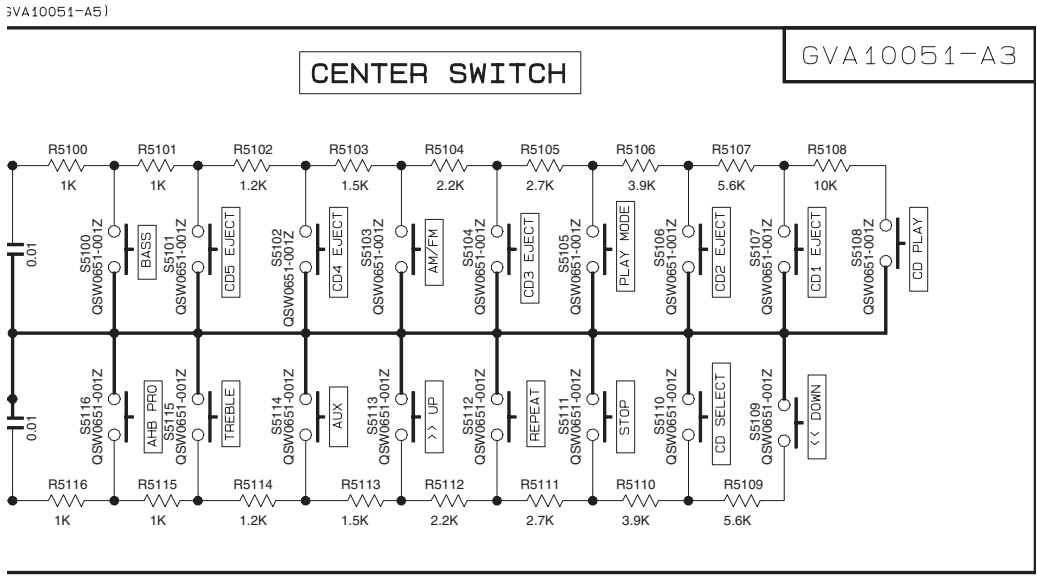 GVA10051-A5)
CENTER SWITCH
GVA10051-A3
R5100 R5101 R5102 R5103 R5104 R5105 R5106 R5107 R5108
1K 1K 1.2K 1.5K 2.2K 2.7K 3.9K 5.6K 10K
0.01
S5100
QSW0651-001Z
BASS
S5101
QSW0651-001Z
CD5 EJECT
S5102
QSW0651-001Z
CD4 EJECT
S5103
QSW0651-001Z
AM/FM
S5104
QSW0651-001Z
CD3 EJECT
S5105
QSW0651-001Z
PLAY MODE
S5106
QSW0651-001Z
CD2 EJECT
S5107
QSW0651-001Z
CD1 EJECT
S5108
QSW0651-001Z
CD PLAY
0.01
S5116
QSW0651-001Z
AHB PRO
S5115
QSW0651-001Z
TREBLE
S5114
QSW0651-001Z
AUX
S5113
QSW0651-001Z
>> UP
S5112
QSW0651-001Z
REPEAT
S5111
QSW0651-001Z
STOP
S5110
QSW0651-001Z
CD SELECT
S5109
QSW0651-001Z
<< DOWN
R5116 R5115 R5114 R5113 R5112 R5111 R5110 R5109
1K 1K 1.2K 1.5K 2.2K 2.7K 3.9K 5.6K